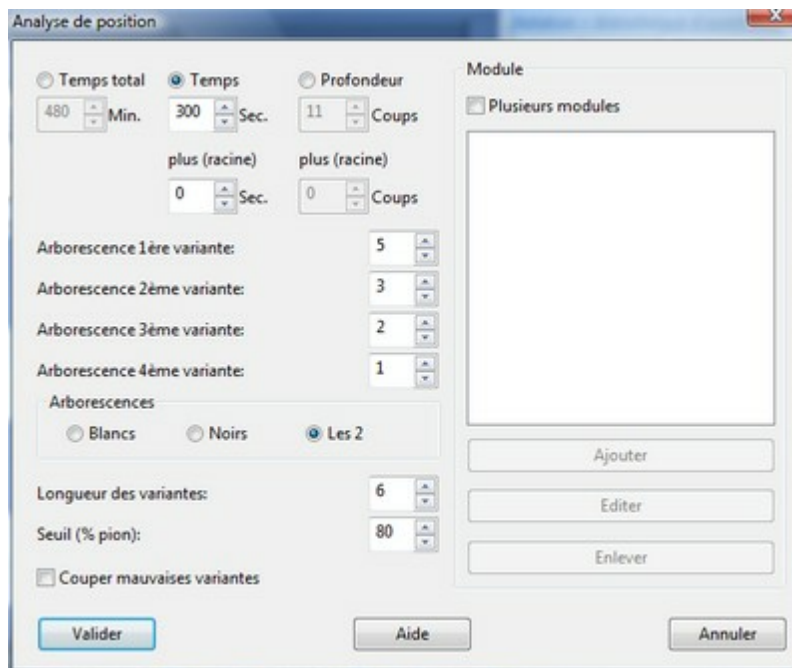 Analyse de position
Temps total
Temps
Profondeur
480 Min.
300 Sec.
11 Coups
plus (racine)
plus (racine)
0 Sec.
0 Coups
Arborescence 1ère variante: 5
Arborescence 2ème variante: 3
Arborescence 3ème variante: 2
Arborescence 4ème variante: 1
Arborescences
Blancs
Noirs
Les 2
Longueur des variantes: 6
Seuil (% pion): 80
Couper mauvaises variantes
Module
Plusieurs modules
Ajouter
Editer
Enlever
Valider
Aide
Annuler